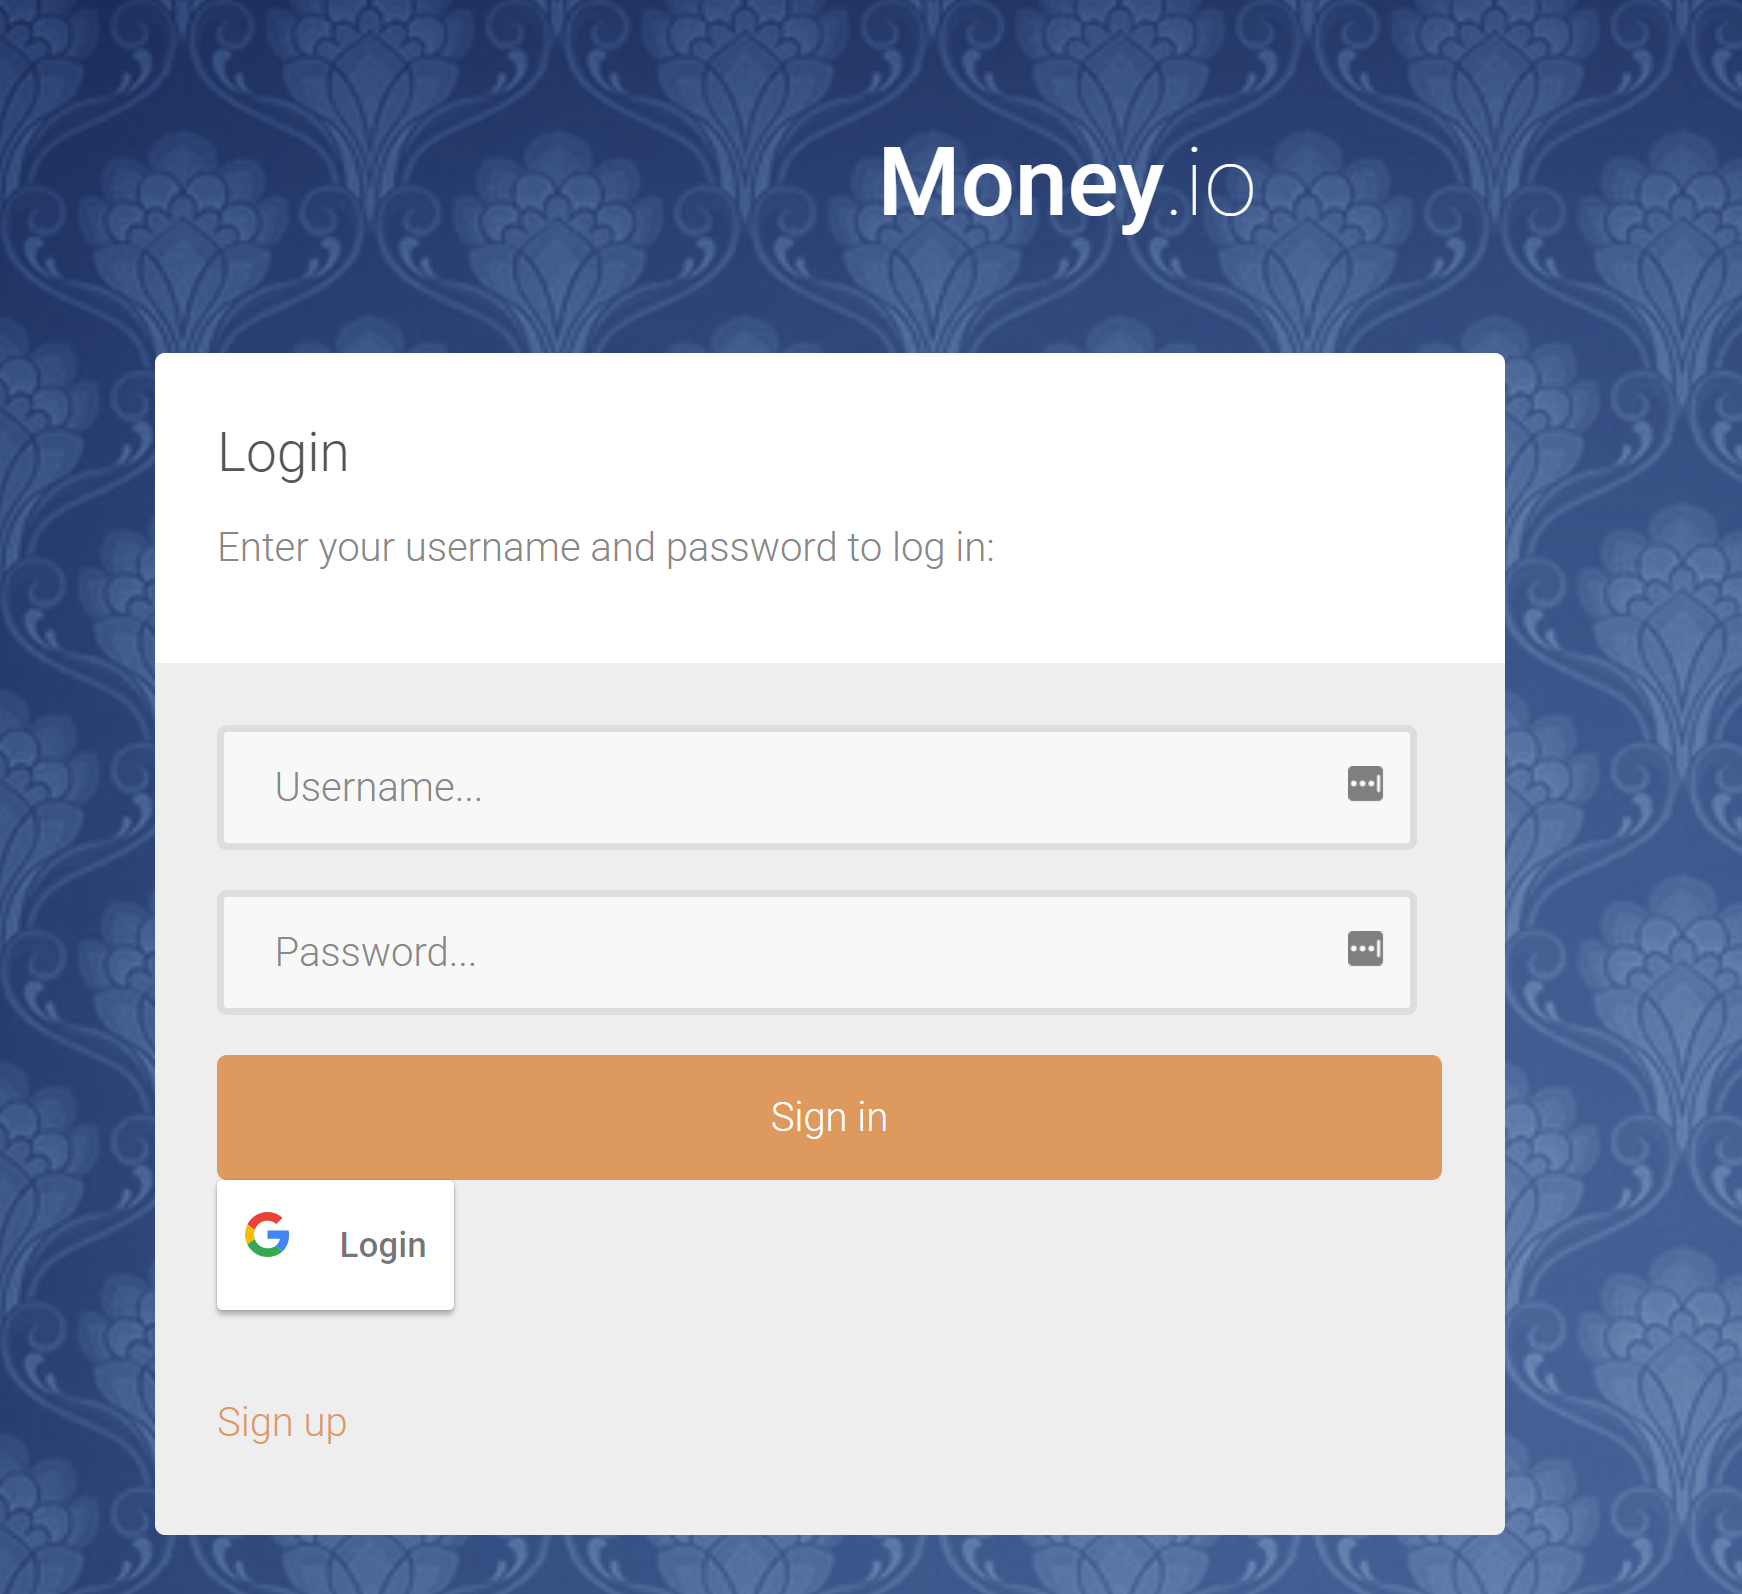 Money.io
Login
Enter your username and password to log in:
Username...
Password...
Sign in
Login
Sign up